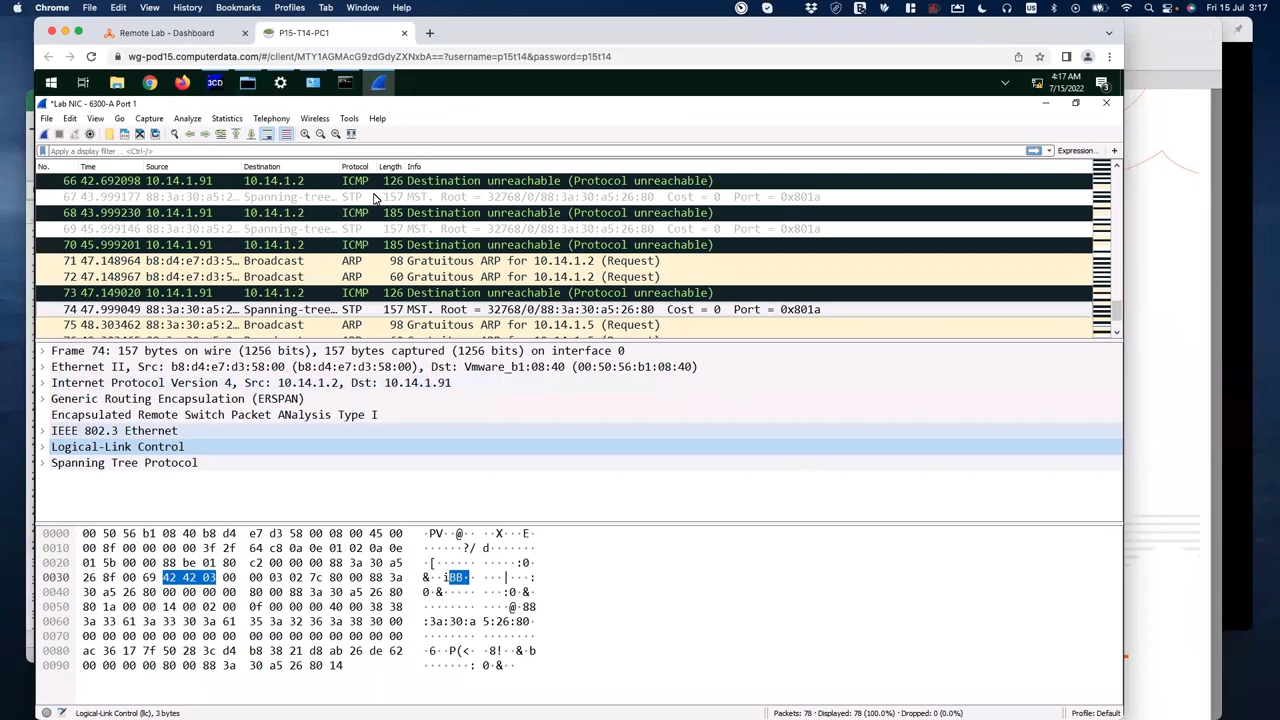 Chrome File Edit View History Bookmarks Profiles Tab Window Help Fri 15 Jul 3:17
Remote Lab - Dashboard P15-T14-PC1
wg-pod15.computerdata.com/#/client/MTY1AGMAcG9zdGdyZXNxbA==?username=p15t14&password=p15t14
3CD 4:17 AM
7/15/2022 3
*Lab NIC - 6300-A Port 1
File Edit View Go Capture Analyze Statistics Telephony Wireless Tools Help
Apply a display filter ... <Ctrl-/> Expression... +
No. Time Source Destination Protocol Length Info
66 42.692098 10.14.1.91 10.14.1.2 ICMP 126 Destination unreachable (Protocol unreachable)
67 43.999177 88:3a:30:a5:2... Spanning-tree... STP 157 MST. Root = 32768/0/88:3a:30:a5:26:80 Cost = 0 Port = 0x801a
68 43.999230 10.14.1.91 10.14.1.2 ICMP 185 Destination unreachable (Protocol unreachable)
69 45.999146 88:3a:30:a5:2... Spanning-tree... STP 157 MST. Root = 32768/0/88:3a:30:a5:26:80 Cost = 0 Port = 0x801a
70 45.999201 10.14.1.91 10.14.1.2 ICMP 185 Destination unreachable (Protocol unreachable)
71 47.148964 b8:d4:e7:d3:5... Broadcast ARP 98 Gratuitous ARP for 10.14.1.2 (Request)
72 47.148967 b8:d4:e7:d3:5... Broadcast ARP 60 Gratuitous ARP for 10.14.1.2 (Request)
73 47.149020 10.14.1.91 10.14.1.2 ICMP 126 Destination unreachable (Protocol unreachable)
74 47.999049 88:3a:30:a5:2... Spanning-tree... STP 157 MST. Root = 32768/0/88:3a:30:a5:26:80 Cost = 0 Port = 0x801a
75 48.303462 88:3a:30:a5:2... Broadcast ARP 98 Gratuitous ARP for 10.14.1.5 (Request)
Frame 74: 157 bytes on wire (1256 bits), 157 bytes captured (1256 bits) on interface 0
Ethernet II, Src: b8:d4:e7:d3:58:00 (b8:d4:e7:d3:58:00), Dst: Vmware_b1:08:40 (00:50:56:b1:08:40)
Internet Protocol Version 4, Src: 10.14.1.2, Dst: 10.14.1.91
Generic Routing Encapsulation (ERSPAN)
Encapsulated Remote Switch Packet ANalysis Type I
IEEE 802.3 Ethernet
Logical-Link Control
Spanning Tree Protocol
0000 00 50 56 b1 08 40 b8 d4 e7 d3 58 00 08 00 45 00 ·PV··@·· ··X···E·
0010 00 8f 00 00 00 00 3f 2f 64 c8 0a 0e 01 02 0a 0e ······?/ d·······
0020 01 5b 00 00 88 be 01 80 c2 00 00 00 88 3a 30 a5 ·[······ ·····:0·
0030 26 8f 00 69 42 42 03 00 00 00 03 02 7c 80 00 88 3a &··iBB·· ····|···:
0040 30 a5 26 80 00 00 00 00 80 00 88 3a 30 a5 26 80 0·&····· ···:0·&·
0050 80 1a 00 00 14 00 02 00 0f 00 00 00 40 00 38 38 ········ ····@·88
0060 3a 33 61 3a 33 30 3a 61 35 3a 32 36 3a 38 30 00 :3a:30:a 5:26:80·
0070 00 00 00 00 00 00 00 00 00 00 00 00 00 00 00 00 ········ ········
0080 ac 36 17 7f 50 28 3c d4 b8 38 21 d8 ab 26 de 62 ·6··P(<· ·8!··&·b
0090 00 00 00 00 80 00 88 3a 30 a5 26 80 14 ·······: 0·&··
Logical-Link Control (llc), 3 bytes Packets: 78 · Displayed: 78 (100.0%) · Dropped: 0 (0.0%) Profile: Default